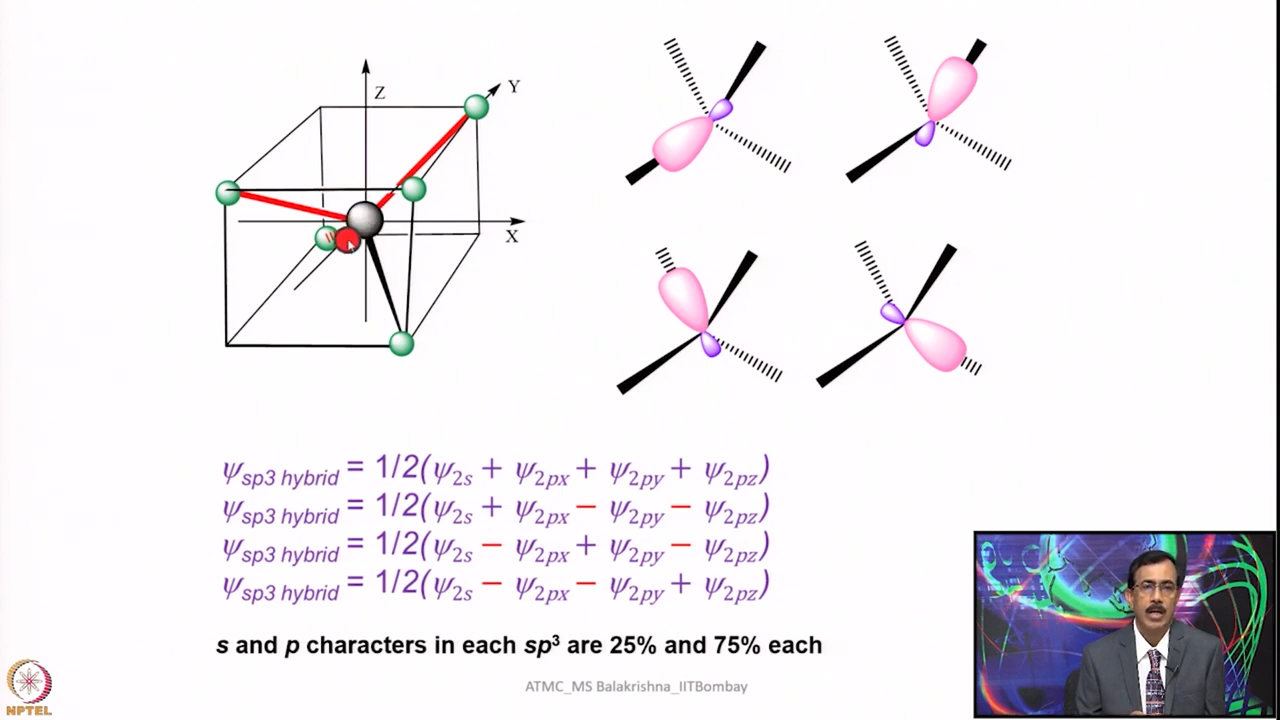 Z
Y
X
ψsp3 hybrid = 1/2(ψ2s + ψ2px + ψ2py + ψ2pz)
ψsp3 hybrid = 1/2(ψ2s + ψ2px − ψ2py − ψ2pz)
ψsp3 hybrid = 1/2(ψ2s − ψ2px + ψ2py − ψ2pz)
ψsp3 hybrid = 1/2(ψ2s − ψ2px − ψ2py + ψ2pz)
s and p characters in each sp³ are 25% and 75% each
ATMC_MS Balakrishna_IITBombay
NPTEL